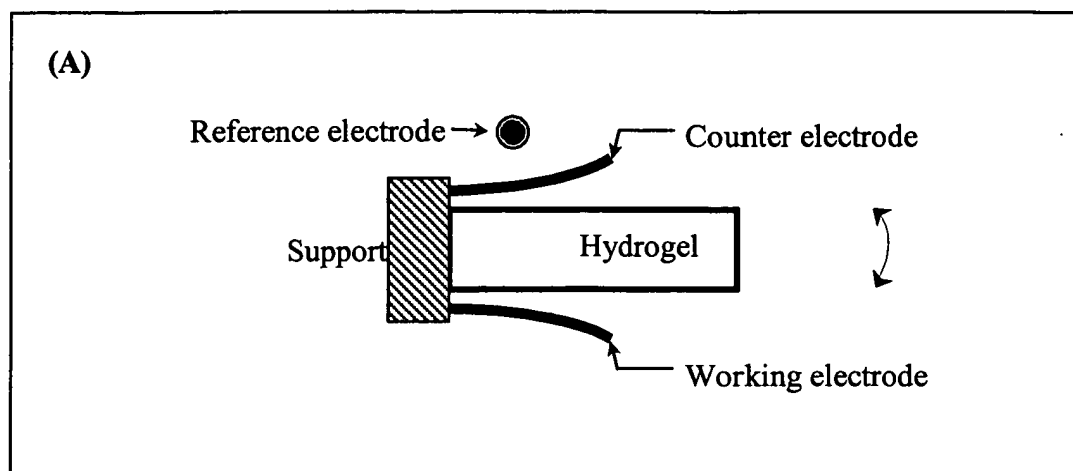 (A)
Reference electrode
Counter electrode
Support
Hydrogel
Working electrode